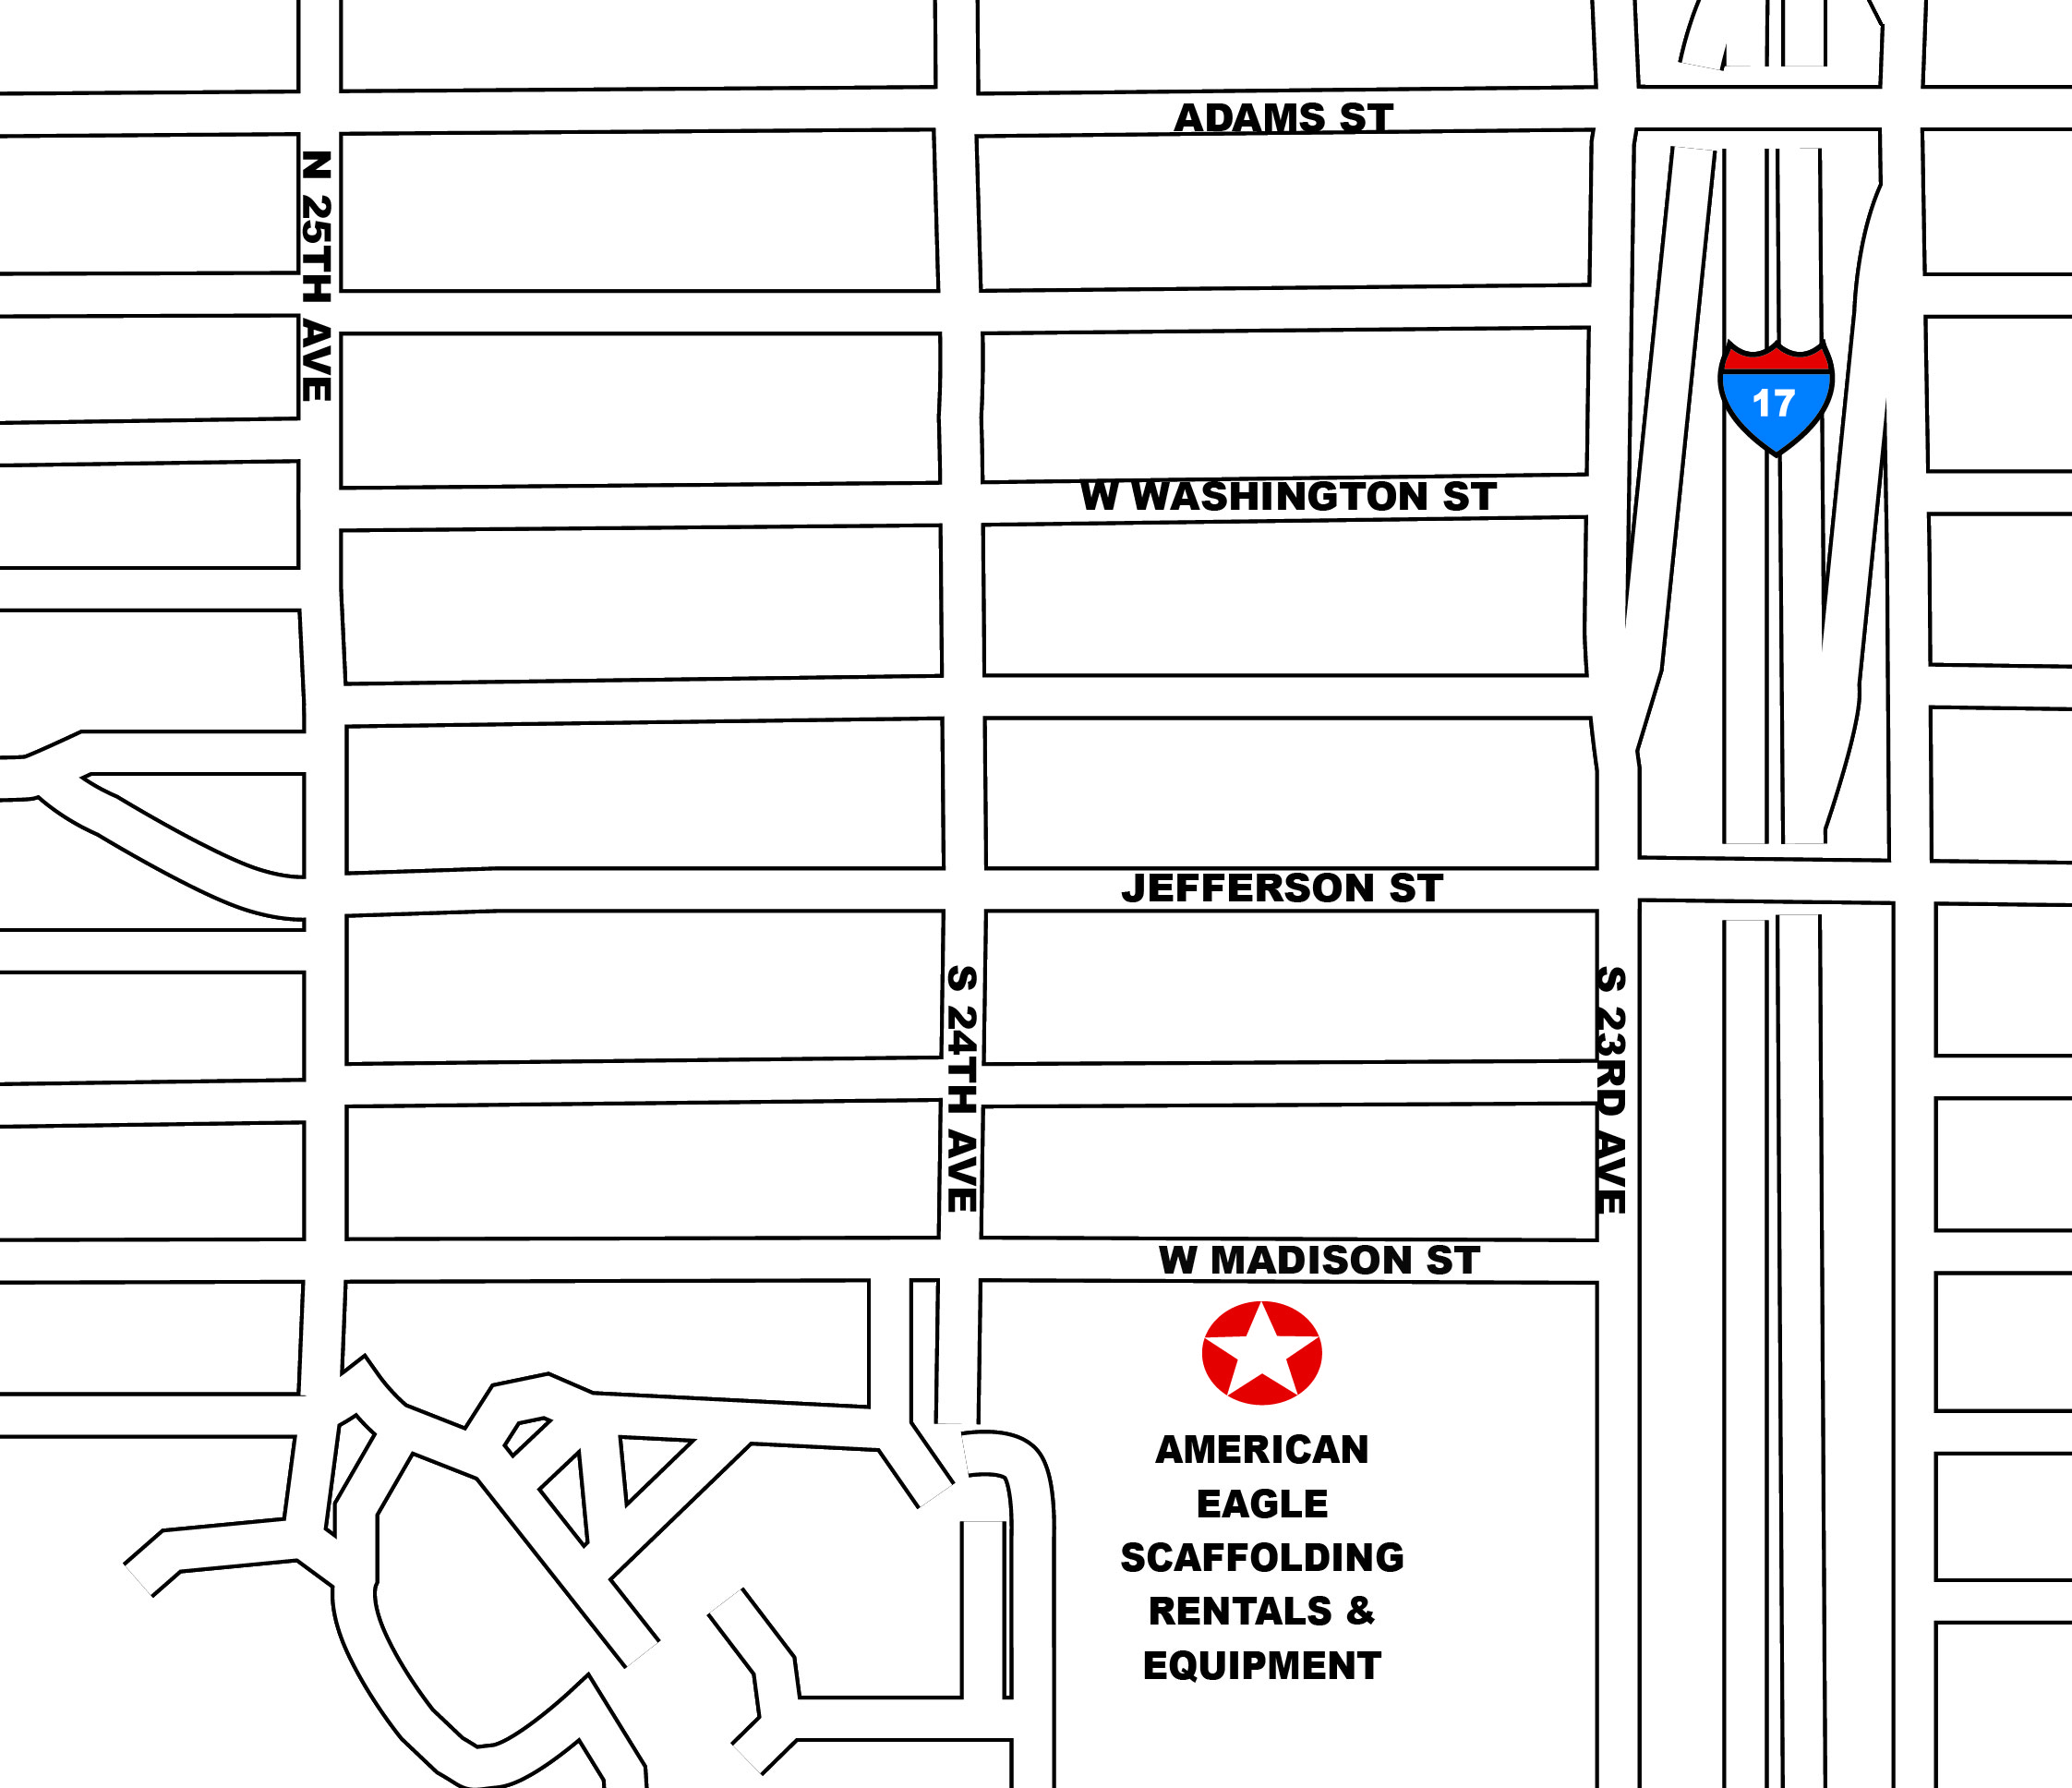 ADAMS ST
N 25TH AVE
17
W WASHINGTON ST
JEFFERSON ST
S 24TH AVE
S 23RD AVE
W MADISON ST
AMERICAN
EAGLE
SCAFFOLDING
RENTALS &
EQUIPMENT